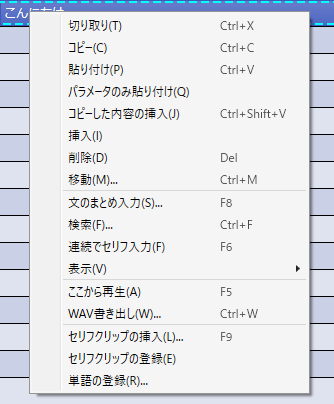 こんにちは
切り取り(T) Ctrl+X
コピー(C) Ctrl+C
貼り付け(P) Ctrl+V
パラメータのみ貼り付け(Q)
コピーした内容の挿入(J) Ctrl+Shift+V
挿入(I)
削除(D) Del
移動(M)... Ctrl+M
文のまとめ入力(S)... F8
検索(F)... Ctrl+F
連続でセリフ入力(F) F6
表示(V)
ここから再生(A) F5
WAV書き出し(W)... Ctrl+W
セリフクリップの挿入(L)... F9
セリフクリップの登録(E)
単語の登録(R)...